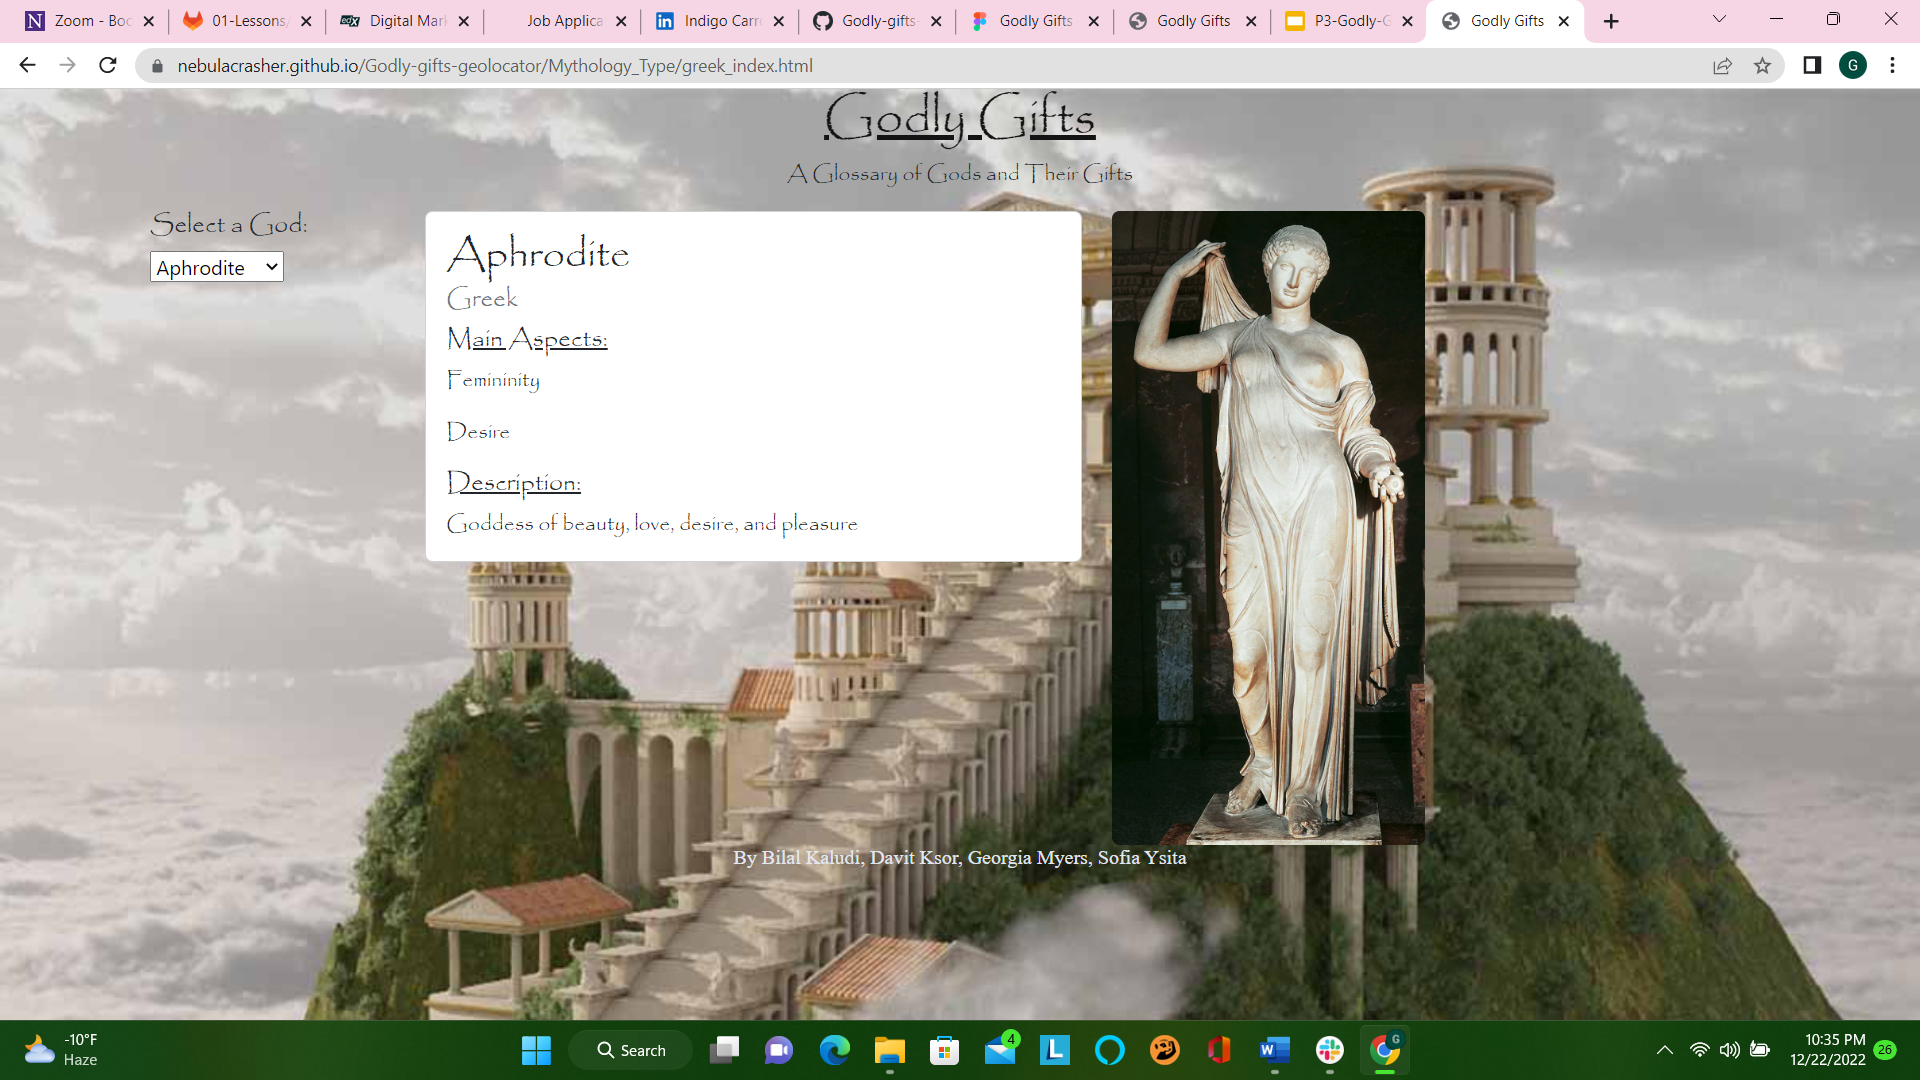 Zoom - Boo
01-Lessons/
edX
Digital Mar
Job Applica
in
Indigo Carr
Godly-gifts-
Godly Gifts
Godly Gifts
P3-Godly-G
Godly Gifts
nebulacrasher.github.io/Godly-gifts-geolocator/Mythology_Type/greek_index.html
G
Godly Gifts
A Glossary of Gods and Their Gifts
Select a God:
Aphrodite
Aphrodite
Greek
Main Aspects:
Femininity
Desire
Description:
Goddess of beauty, love, desire, and pleasure
By Bilal Kaludi, Davit Ksor, Georgia Myers, Sofia Ysita
-10°F
Haze
Search
4
L
W
G
10:35 PM
12/22/2022
26